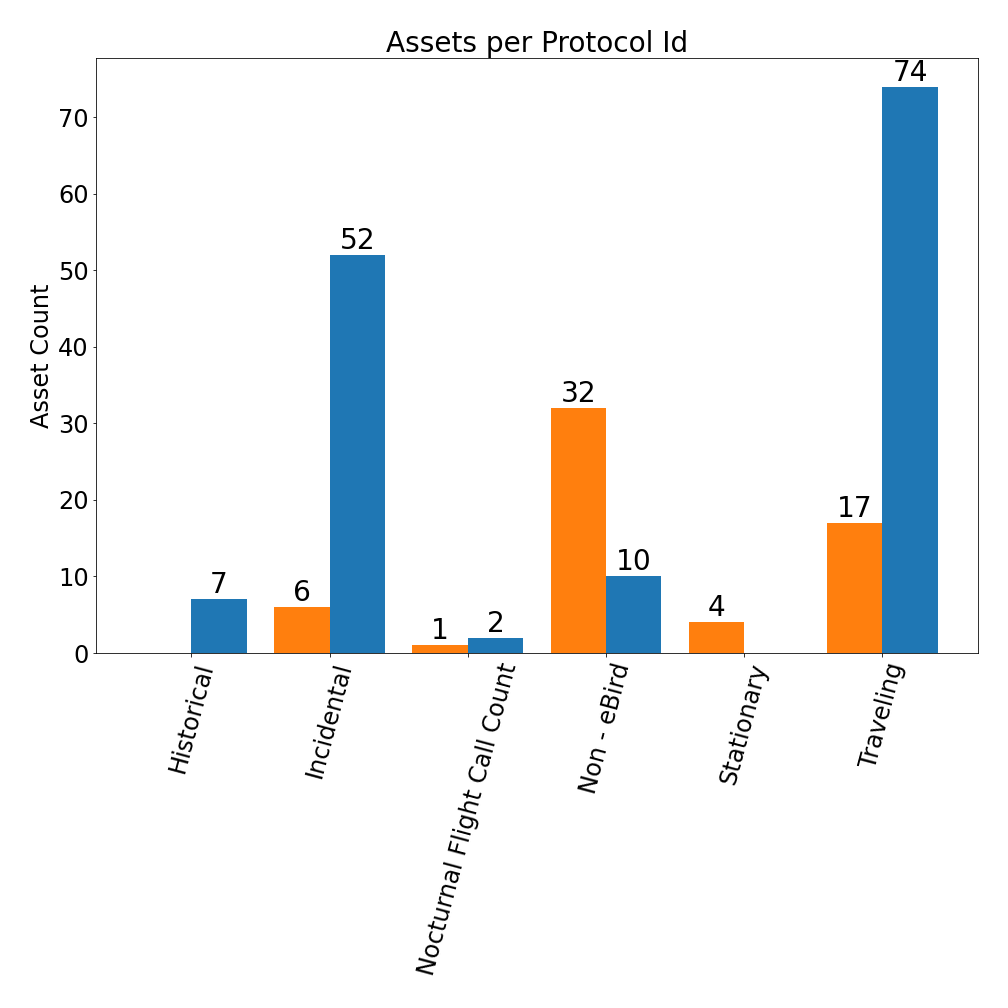 Assets per Protocol Id
Asset Count
70
60
50
40
30
20
10
0
7
6
52
1
2
32
10
4
17
74
Historical
Incidental
Nocturnal Flight Call Count
Non - eBird
Stationary
Traveling